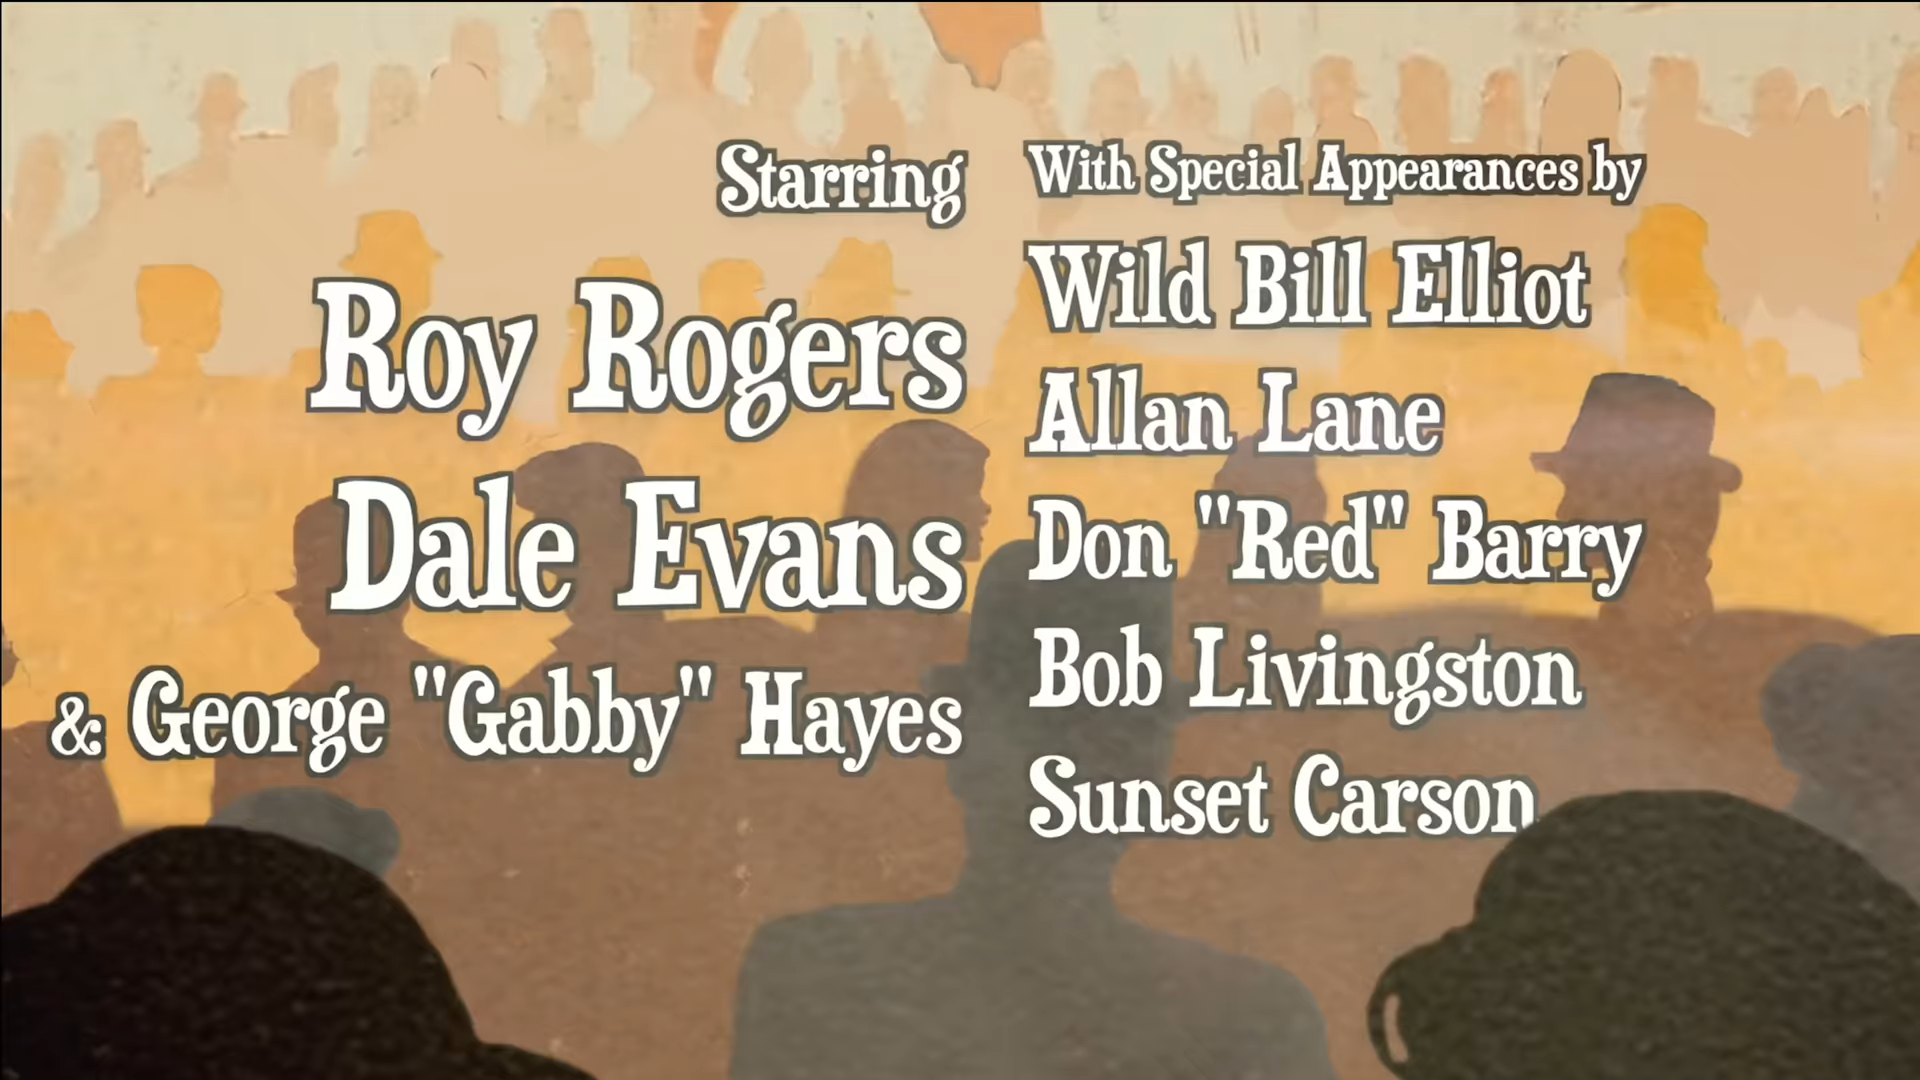 Starring
Roy Rogers
Dale Evans
& George "Gabby" Hayes
With Special Appearances by
Wild Bill Elliot
Allan Lane
Don "Red" Barry
Bob Livingston
Sunset Carson